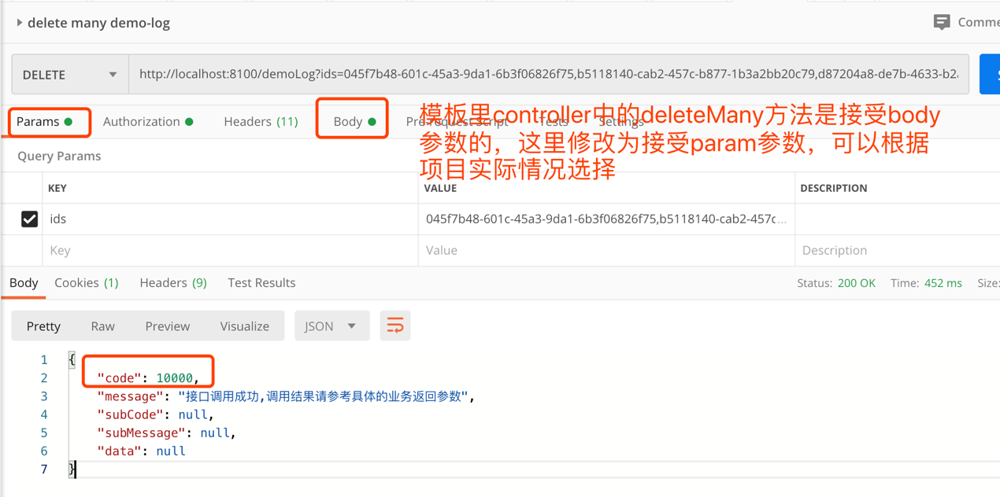 delete many demo-log
Comme
DELETE
http://localhost:8100/demoLog?ids=045f7b48-601c-45a3-9da1-6b3f06826f75,b5118140-cab2-457c-b877-1b3a2bb20c79,d87204a8-de7b-4633-b2
Params
Authorization
Headers (11)
Body
Pre-request Script
Tests
Settings
模板里controller中的deleteMany方法是接受body
参数的，这里修改为接受param参数，可以根据
项目实际情况选择
Query Params
KEY
VALUE
DESCRIPTION
ids
045f7b48-601c-45a3-9da1-6b3f06826f75,b5118140-cab2-457c...
Key
Value
Description
Body
Cookies (1)
Headers (9)
Test Results
Status: 200 OK
Time: 452 ms
Size:
Pretty
Raw
Preview
Visualize
JSON
1 {
2 "code": 10000,
3 "message": "接口调用成功,调用结果请参考具体的业务返回参数",
4 "subCode": null,
5 "subMessage": null,
6 "data": null
7 }